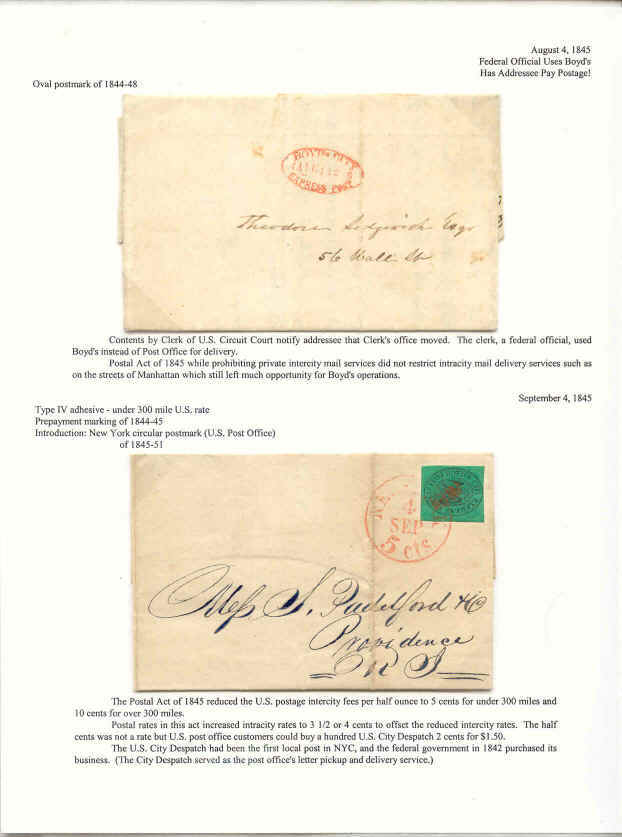 August 4, 1845
Federal Official Uses Boyd's
Has Addressee Pay Postage!
Oval postmark of 1844-48
BOYD'S CITY
EXPRESS POST
Theodore Sedgwick Esqr
56 Wall St
Contents by Clerk of U.S. Circuit Court notify addressee that Clerk's office moved. The clerk, a federal official, used
Boyd's instead of Post Office for delivery.
Postal Act of 1845 while prohibiting private intercity mail services did not restrict intracity mail delivery services such as
on the streets of Manhattan which still left much opportunity for Boyd's operations.
September 4, 1845
Type IV adhesive - under 300 mile U.S. rate
Prepayment marking of 1844-45
Introduction: New York circular postmark (U.S. Post Office)
of 1845-51
4
SEP
5 cts.
Mess S. Padelford & Co
Providence
R I
The Postal Act of 1845 reduced the U.S. postage intercity fees per half ounce to 5 cents for under 300 miles and
10 cents for over 300 miles.
Postal rates in this act increased intracity rates to 3 1/2 or 4 cents to offset the reduced intercity rates. The half
cents was not a rate but U.S. post office customers could buy a hundred U.S. City Despatch 2 cents for $1.50.
The U.S. City Despatch had been the first local post in NYC, and the federal government in 1842 purchased its
business. (The City Despatch served as the post office's letter pickup and delivery service.)